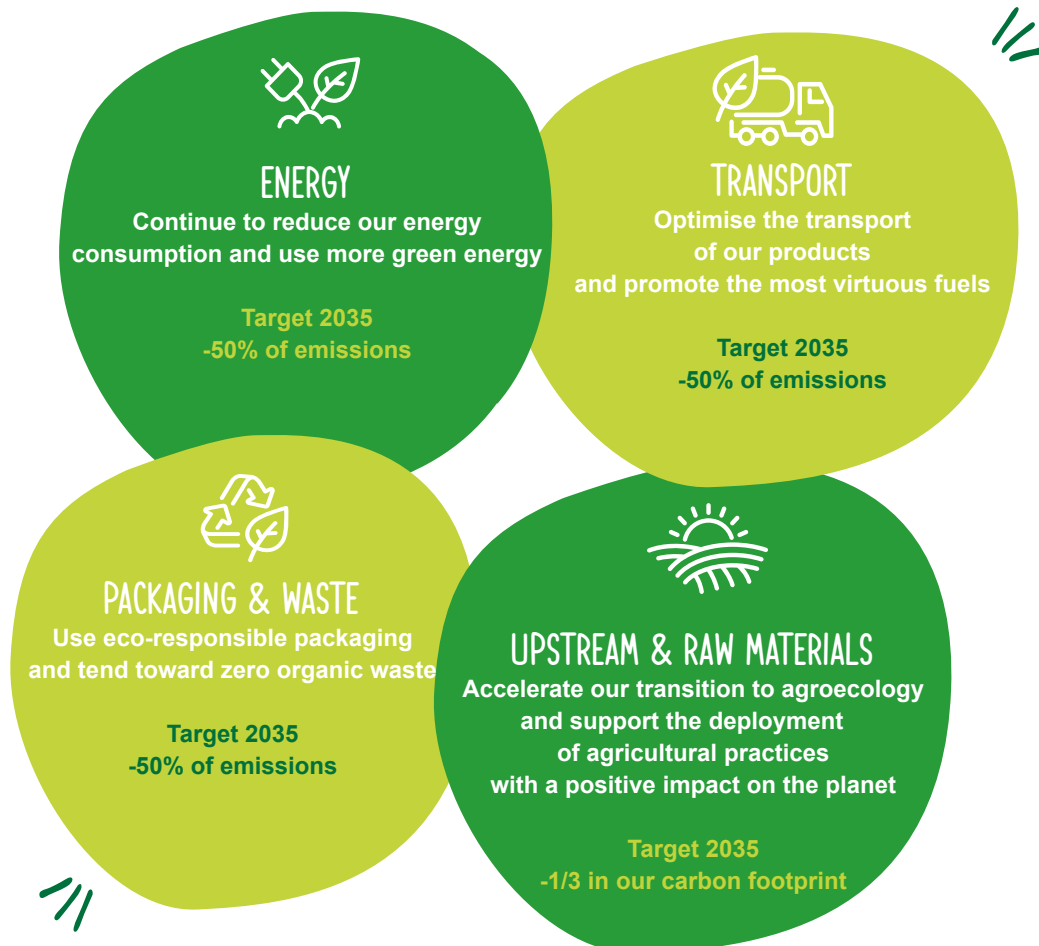 ENERGY
Continue to reduce our energy
consumption and use more green energy
Target 2035
-50% of emissions
TRANSPORT
Optimise the transport
of our products
and promote the most virtuous fuels
Target 2035
-50% of emissions
PACKAGING & WASTE
Use eco-responsible packaging
and tend toward zero organic waste
Target 2035
-50% of emissions
UPSTREAM & RAW MATERIALS
Accelerate our transition to agroecology
and support the deployment
of agricultural practices
with a positive impact on the planet
Target 2035
-1/3 in our carbon footprint